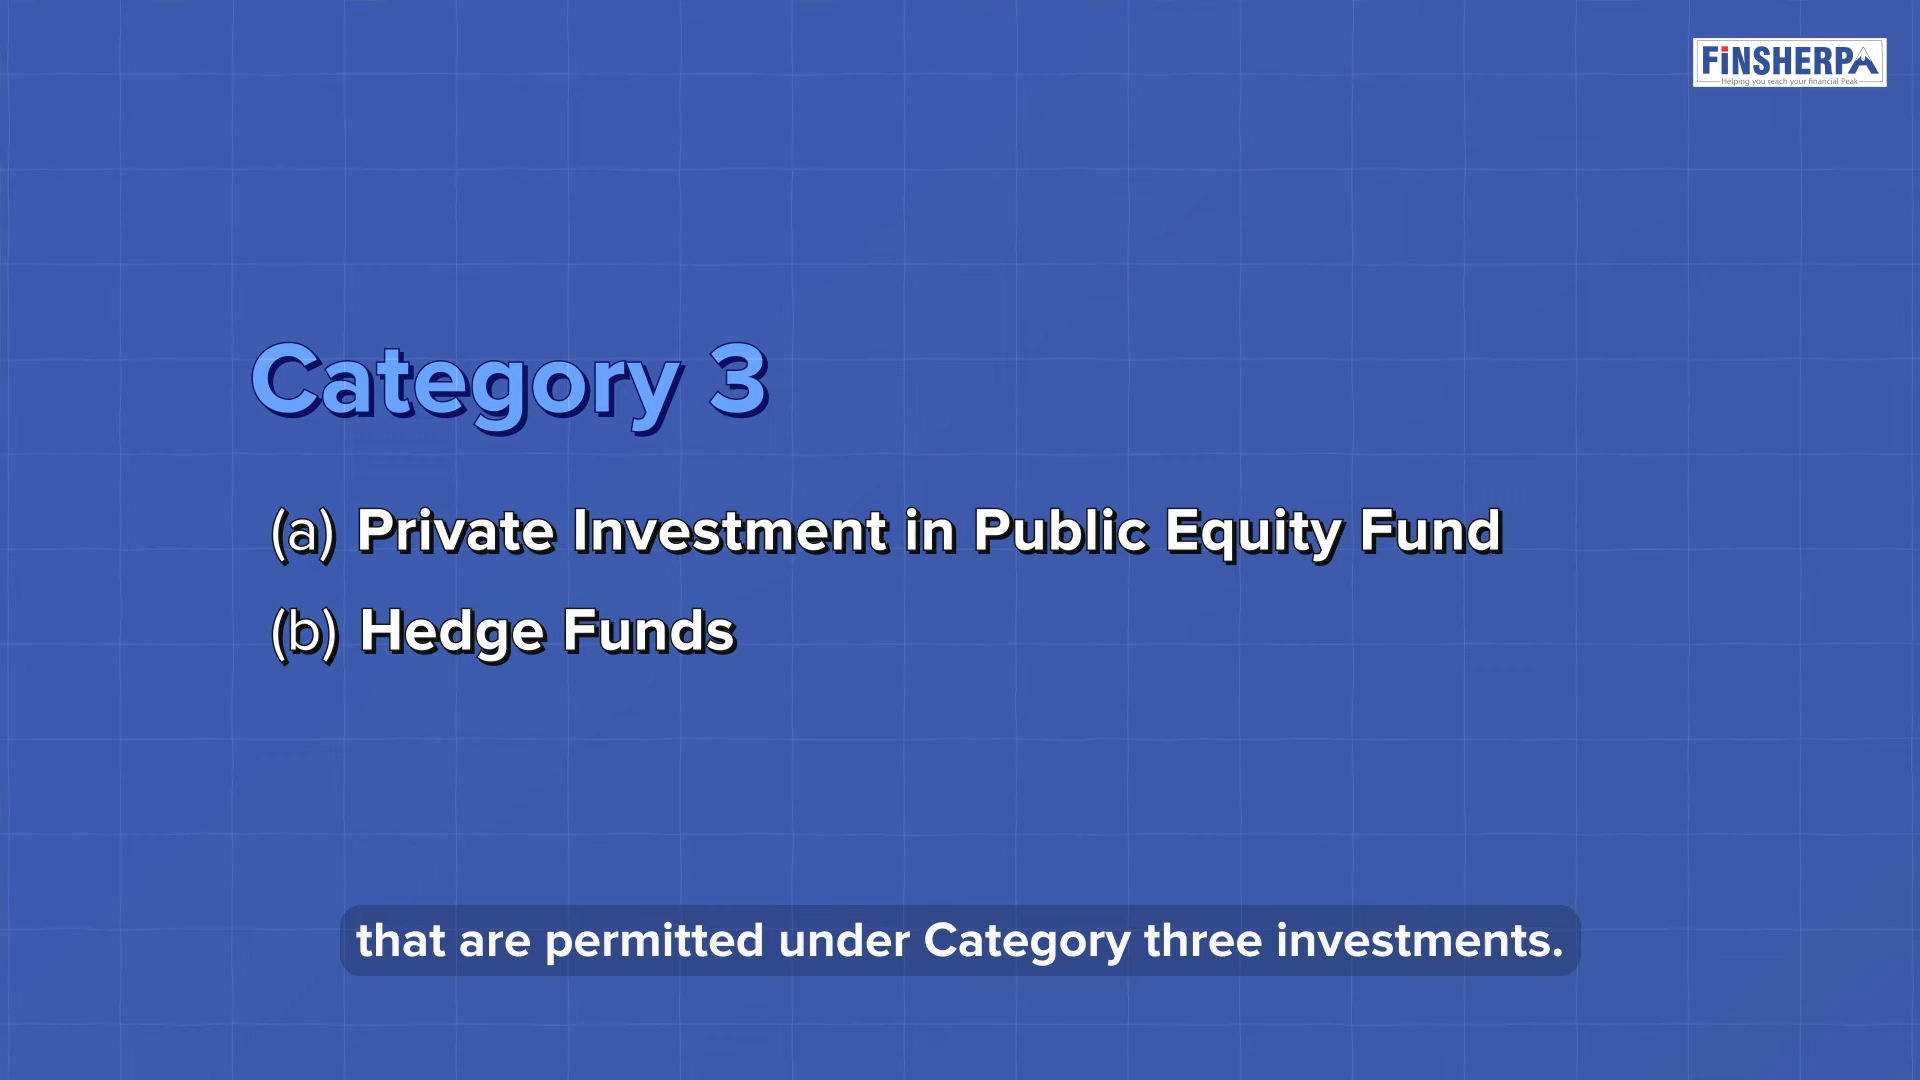 FiNSHERPA
Helping you reach your financial Peak
Category 3
(a) Private Investment in Public Equity Fund
(b) Hedge Funds
that are permitted under Category three investments.